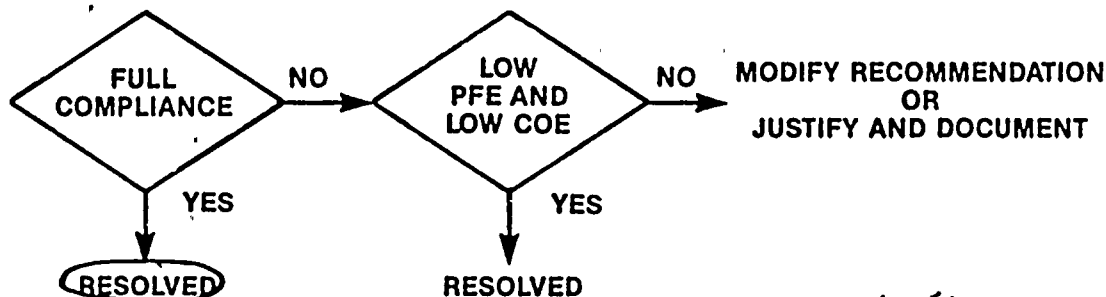 FULL
COMPLIANCE
NO
LOW
PFE AND
LOW COE
NO
MODIFY RECOMMENDATION
OR
JUSTIFY AND DOCUMENT
YES
YES
RESOLVED
RESOLVED